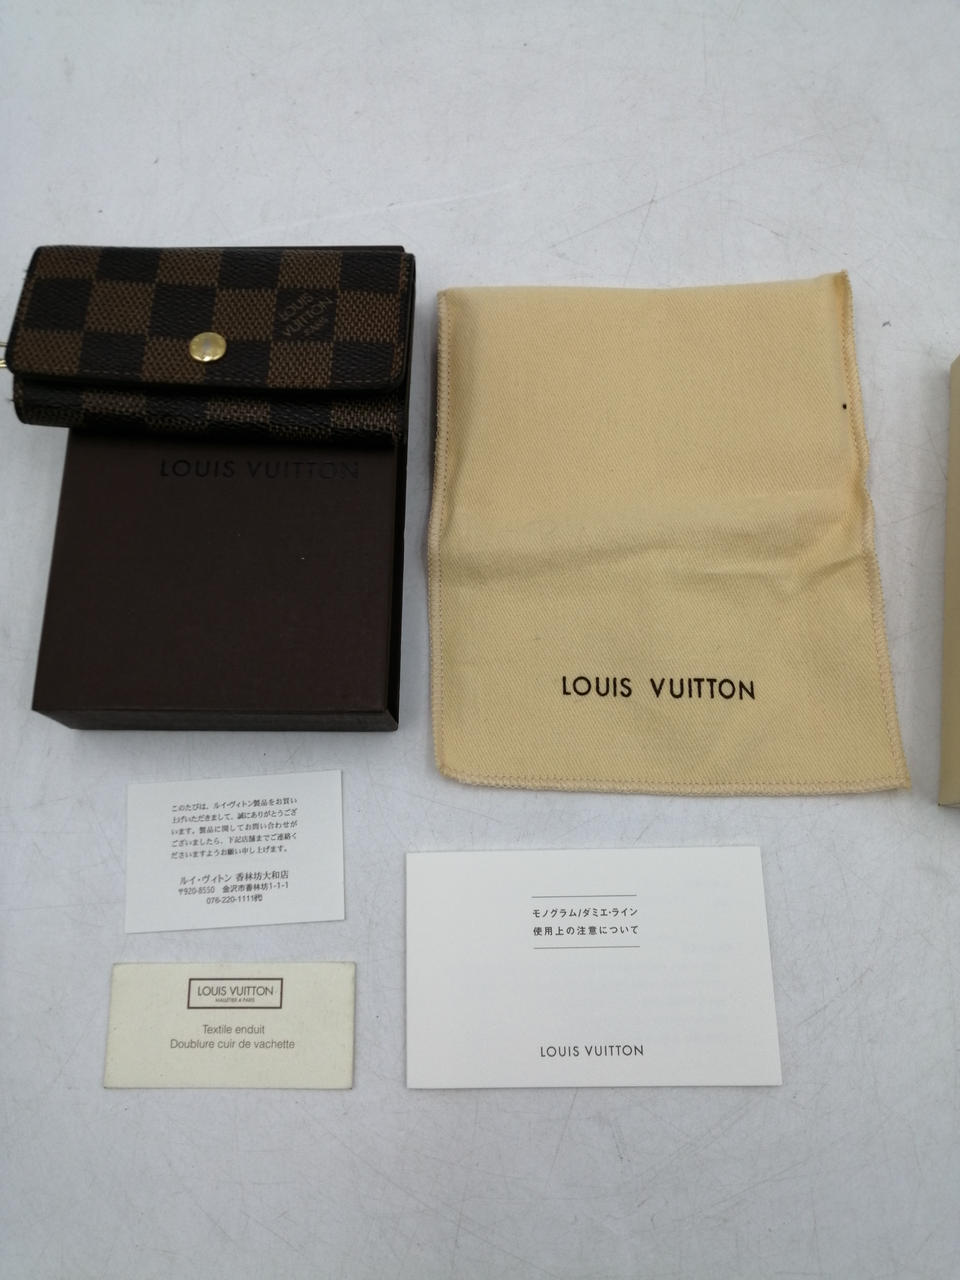 LOUIS
VUITTON
PARIS
LOUIS VUITTON
LOUIS VUITTON
このたびは、ルイ・ヴィトン製品をお買い
上げいただきまして、誠にありがとうござ
います。製品に関してお問い合わせが
ございましたら、下記店舗までご連絡く
ださいますようお願い申し上げます。
ルイ・ヴィトン 香林坊大和店
〒920-8550 金沢市香林坊1-1-1
076-220-1111㈹
LOUIS VUITTON
MALLETIER A PARIS
Textile enduit
Doublure cuir de vachette
モノグラム/ダミエ・ライン
使用上の注意について
LOUIS VUITTON